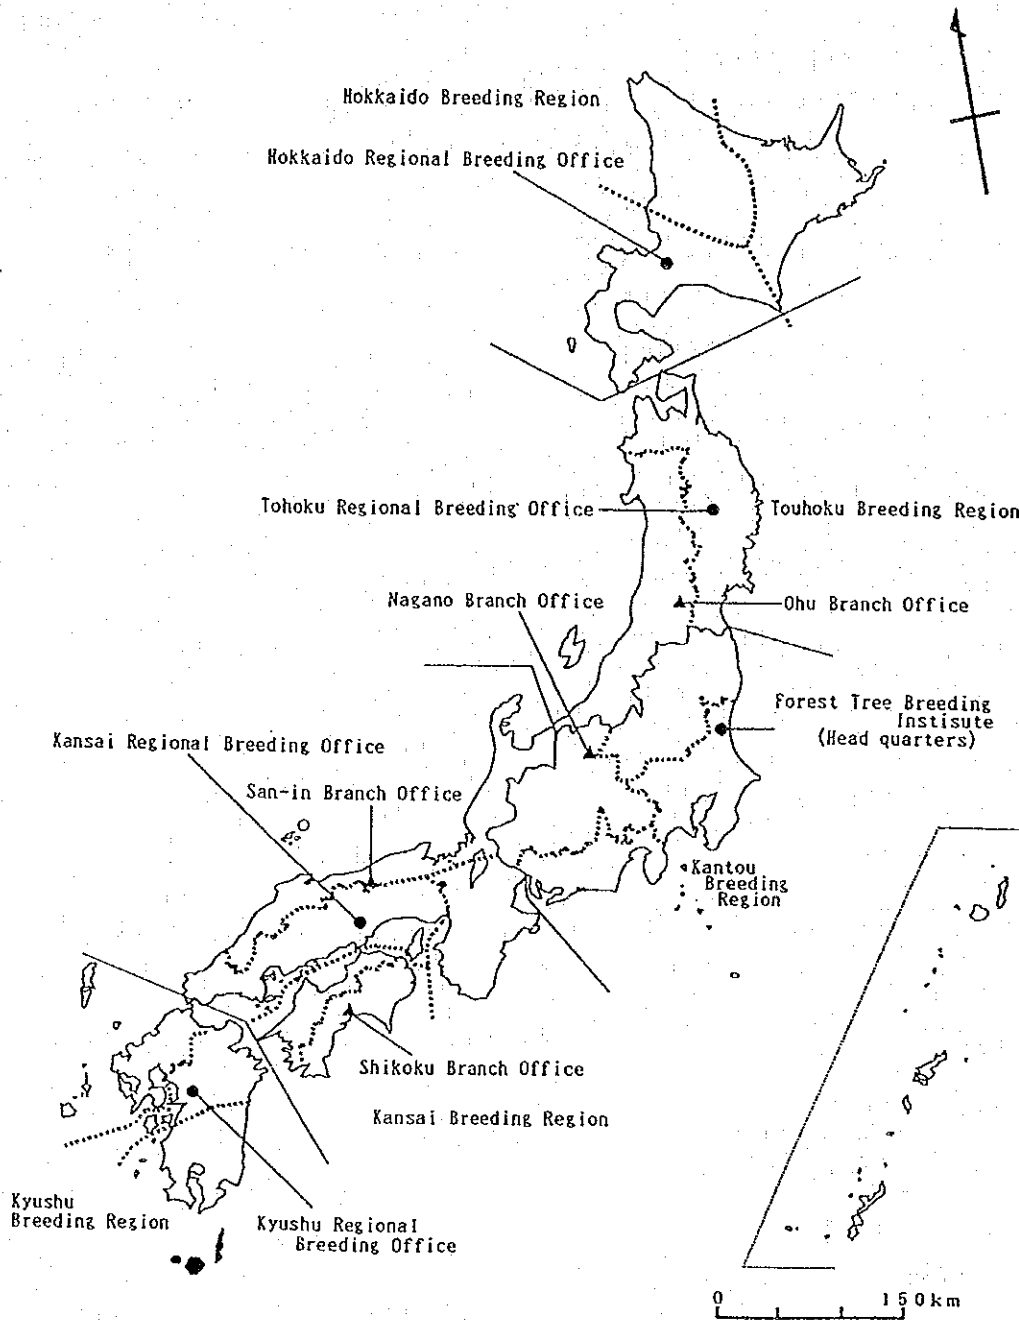 Hokkaido Breeding Region
Hokkaido Regional Breeding Office
Tohoku Regional Breeding Office
Touhoku Breeding Region
Nagano Branch Office
Ohu Branch Office
Forest Tree Breeding
Instisute
(Head quarters)
Kansai Regional Breeding Office
San-in Branch Office
Kantou
Breeding
Region
Shikoku Branch Office
Kansai Breeding Region
Kyushu
Breeding Region
Kyushu Regional
Breeding Office
0 150km